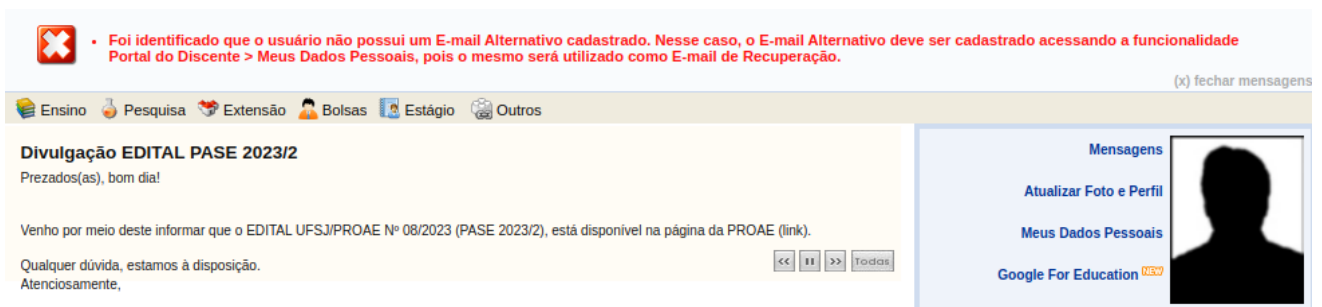 • Foi identificado que o usuário não possui um E-mail Alternativo cadastrado. Nesse caso, o E-mail Alternativo deve ser cadastrado acessando a funcionalidade
Portal do Discente > Meus Dados Pessoais, pois o mesmo será utilizado como E-mail de Recuperação.
(x) fechar mensagens
Ensino Pesquisa Extensão Bolsas Estágio Outros
Divulgação EDITAL PASE 2023/2
Prezados(as), bom dia!
Venho por meio deste informar que o EDITAL UFSJ/PROAE Nº 08/2023 (PASE 2023/2), está disponível na página da PROAE (link).
Qualquer dúvida, estamos à disposição.
Atenciosamente,
<< II >> Todas
Mensagens
Atualizar Foto e Perfil
Meus Dados Pessoais
Google For Education NEW